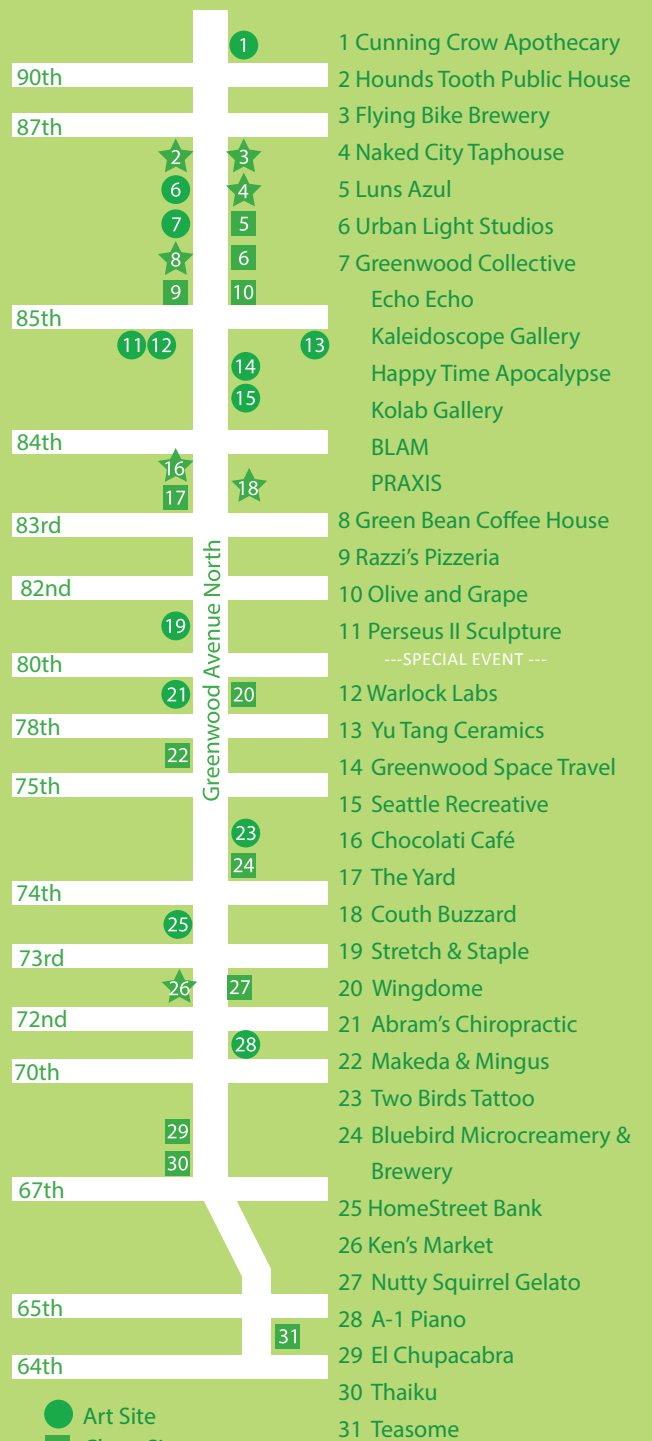 1
1 Cunning Crow Apothecary
90th
2 Hounds Tooth Public House
87th
3 Flying Bike Brewery
2
3
4 Naked City Taphouse
6
4
5 Luns Azul
7
5
6 Urban Light Studios
8
6
7 Greenwood Collective
9
10
Echo Echo
85th
Kaleidoscope Gallery
11
12
13
14
Happy Time Apocalypse
15
Kolab Gallery
84th
BLAM
16
17
18
PRAXIS
83rd
8 Green Bean Coffee House
9 Razzi's Pizzeria
82nd
10 Olive and Grape
19
11 Perseus II Sculpture
80th
---SPECIAL EVENT ---
21
20
12 Warlock Labs
78th
13 Yu Tang Ceramics
22
14 Greenwood Space Travel
75th
Greenwood Avenue North
15 Seattle Recreative
23
16 Chocolati Café
24
17 The Yard
74th
18 Couth Buzzard
25
19 Stretch & Staple
73rd
26
27
20 Wingdome
72nd
21 Abram's Chiropractic
28
22 Makeda & Mingus
70th
23 Two Birds Tattoo
29
24 Bluebird Microcreamery &
Brewery
30
67th
25 HomeStreet Bank
26 Ken's Market
27 Nutty Squirrel Gelato
65th
28 A-1 Piano
31
29 El Chupacabra
64th
30 Thaiku
Art Site
31 Teasome